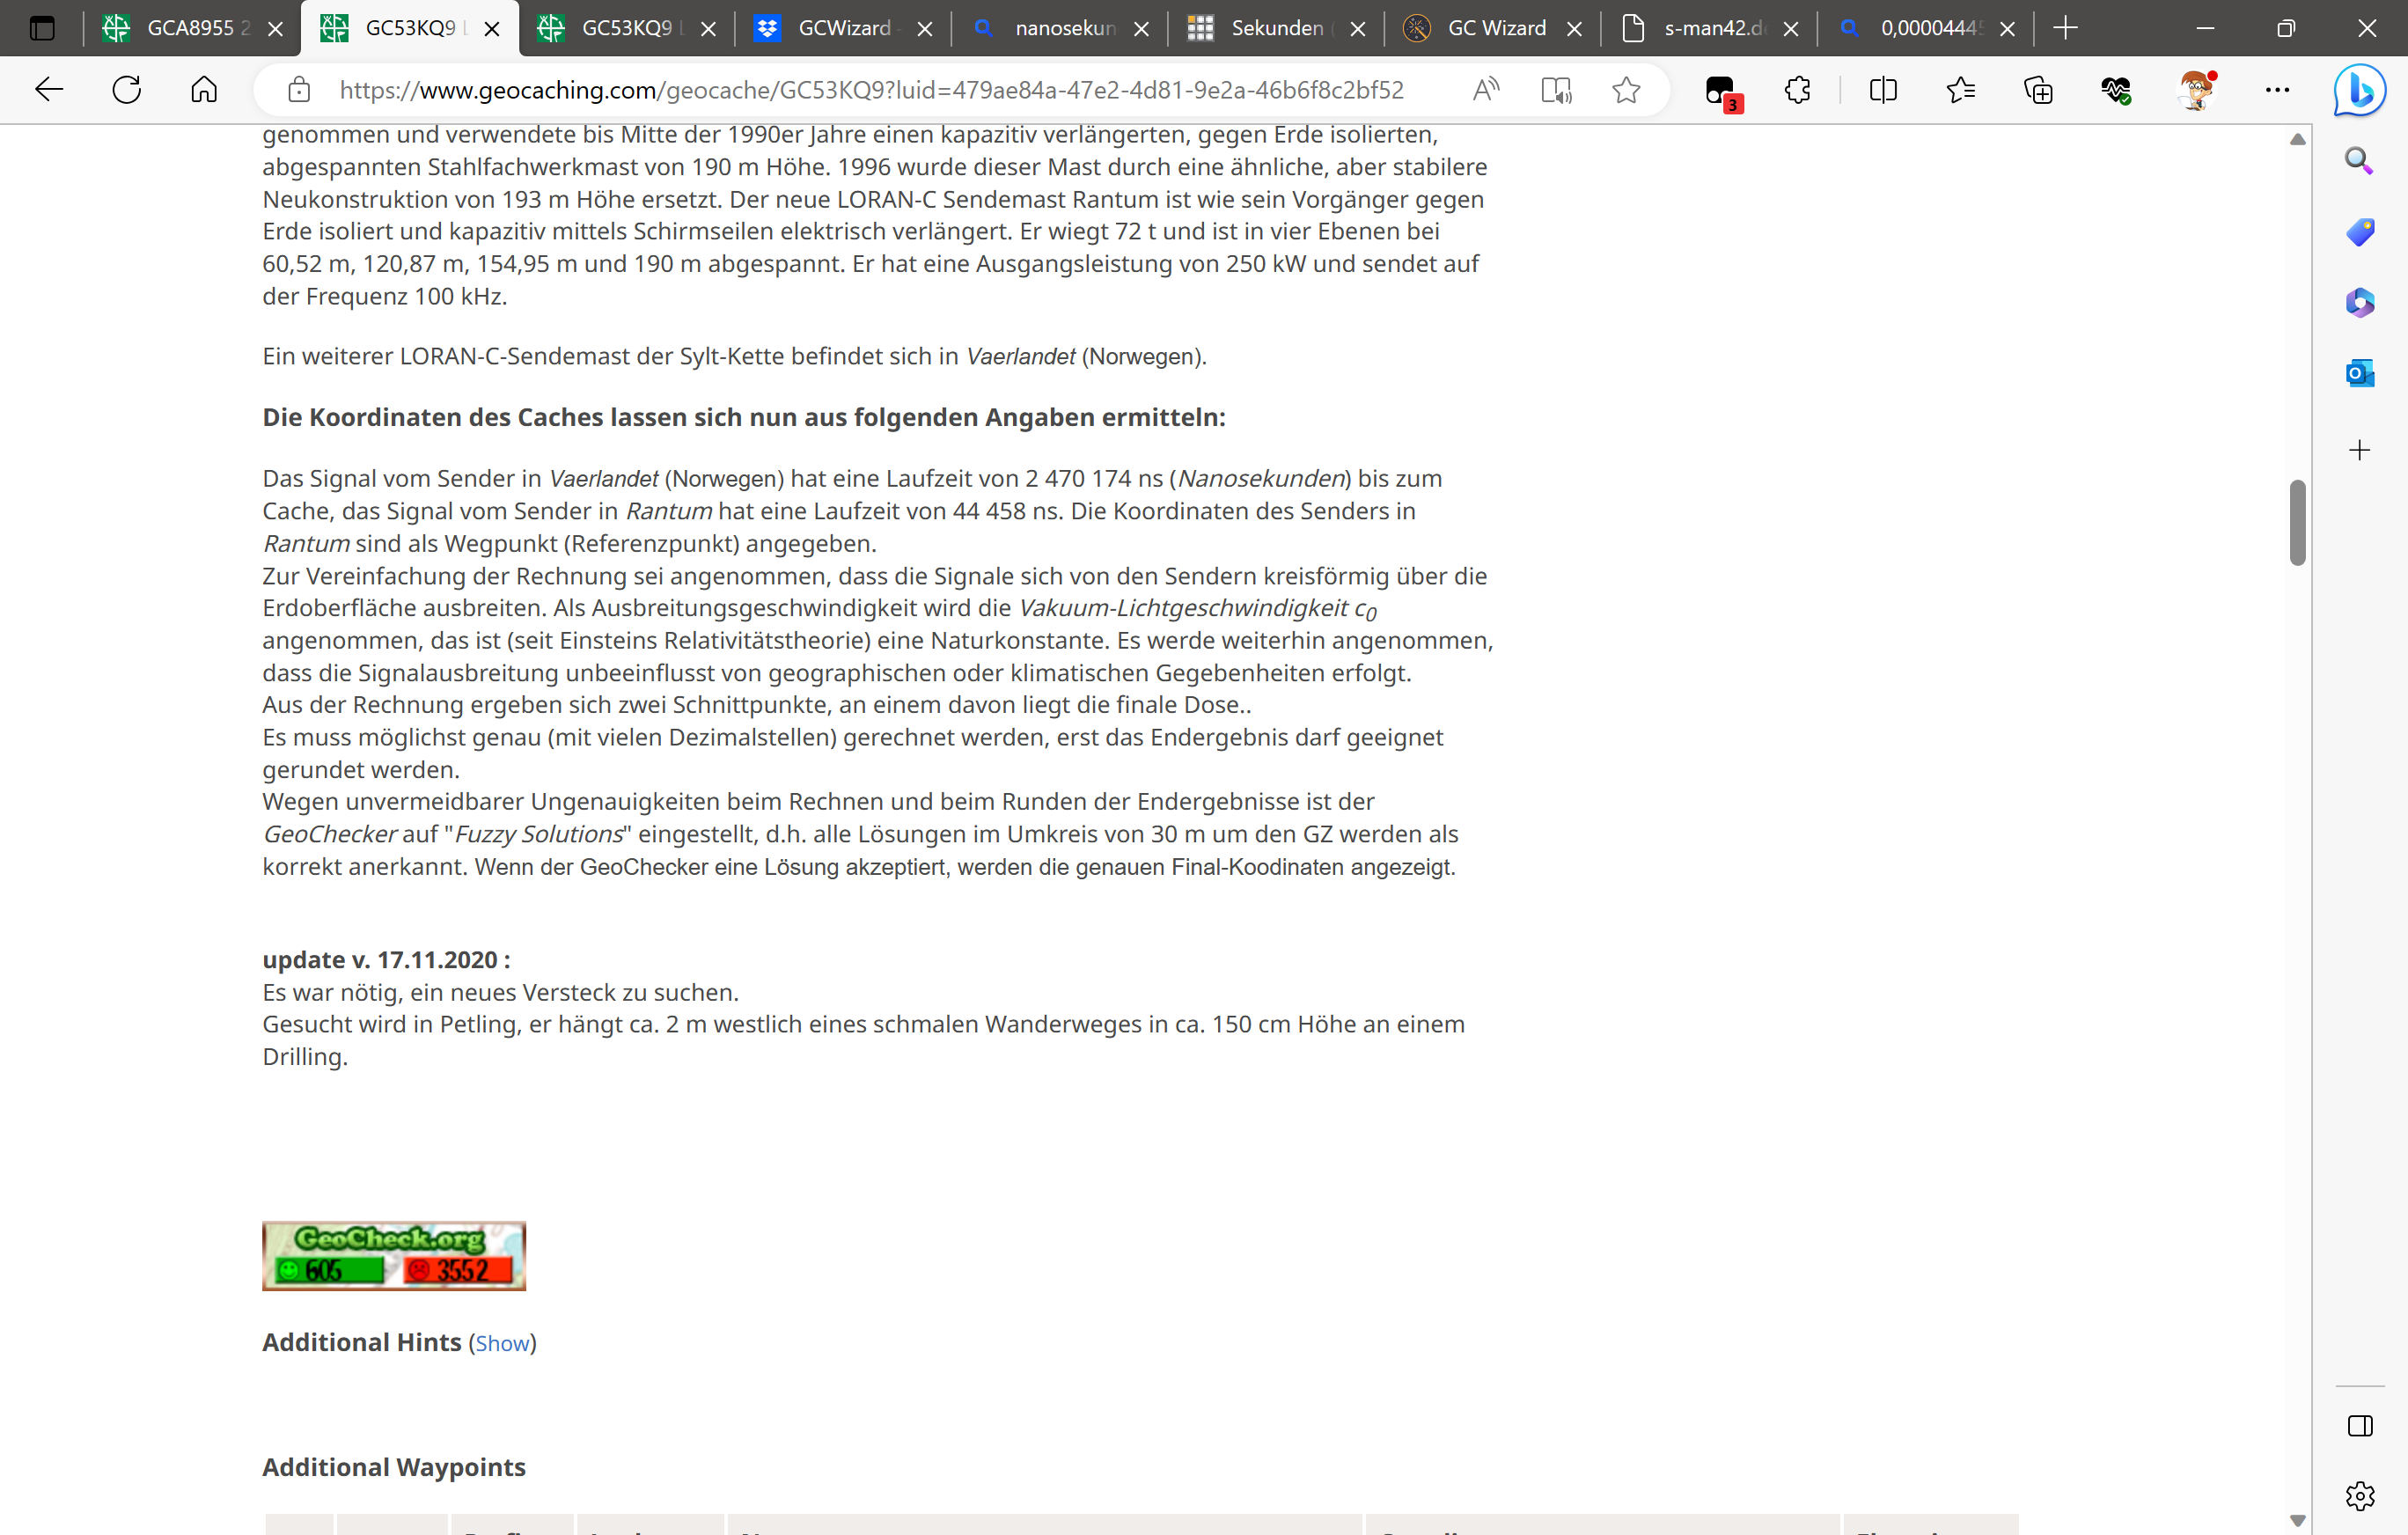 GCA8955 2
GC53KQ9 L
GC53KQ9 L
GCWizard -
nanosekun
Sekunden (
GC Wizard
s-man42.de
0,00004445
https://www.geocaching.com/geocache/GC53KQ9?luid=479ae84a-47e2-4d81-9e2a-46b6f8c2bf52
3
genommen und verwendete bis Mitte der 1990er Jahre einen kapazitiv verlängerten, gegen Erde isolierten,
abgespannten Stahlfachwerkmast von 190 m Höhe. 1996 wurde dieser Mast durch eine ähnliche, aber stabilere
Neukonstruktion von 193 m Höhe ersetzt. Der neue LORAN-C Sendemast Rantum ist wie sein Vorgänger gegen
Erde isoliert und kapazitiv mittels Schirmseilen elektrisch verlängert. Er wiegt 72 t und ist in vier Ebenen bei
60,52 m, 120,87 m, 154,95 m und 190 m abgespannt. Er hat eine Ausgangsleistung von 250 kW und sendet auf
der Frequenz 100 kHz.
Ein weiterer LORAN-C-Sendemast der Sylt-Kette befindet sich in Vaerlandet (Norwegen).
Die Koordinaten des Caches lassen sich nun aus folgenden Angaben ermitteln:
Das Signal vom Sender in Vaerlandet (Norwegen) hat eine Laufzeit von 2 470 174 ns (Nanosekunden) bis zum
Cache, das Signal vom Sender in Rantum hat eine Laufzeit von 44 458 ns. Die Koordinaten des Senders in
Rantum sind als Wegpunkt (Referenzpunkt) angegeben.
Zur Vereinfachung der Rechnung sei angenommen, dass die Signale sich von den Sendern kreisförmig über die
Erdoberfläche ausbreiten. Als Ausbreitungsgeschwindigkeit wird die Vakuum-Lichtgeschwindigkeit c0
angenommen, das ist (seit Einsteins Relativitätstheorie) eine Naturkonstante. Es werde weiterhin angenommen,
dass die Signalausbreitung unbeeinflusst von geographischen oder klimatischen Gegebenheiten erfolgt.
Aus der Rechnung ergeben sich zwei Schnittpunkte, an einem davon liegt die finale Dose..
Es muss möglichst genau (mit vielen Dezimalstellen) gerechnet werden, erst das Endergebnis darf geeignet
gerundet werden.
Wegen unvermeidbarer Ungenauigkeiten beim Rechnen und beim Runden der Endergebnisse ist der
GeoChecker auf "Fuzzy Solutions" eingestellt, d.h. alle Lösungen im Umkreis von 30 m um den GZ werden als
korrekt anerkannt. Wenn der GeoChecker eine Lösung akzeptiert, werden die genauen Final-Koodinaten angezeigt.
update v. 17.11.2020 :
Es war nötig, ein neues Versteck zu suchen.
Gesucht wird in Petling, er hängt ca. 2 m westlich eines schmalen Wanderweges in ca. 150 cm Höhe an einem
Drilling.
GeoCheck.org
605 3552
Additional Hints (Show)
Additional Waypoints